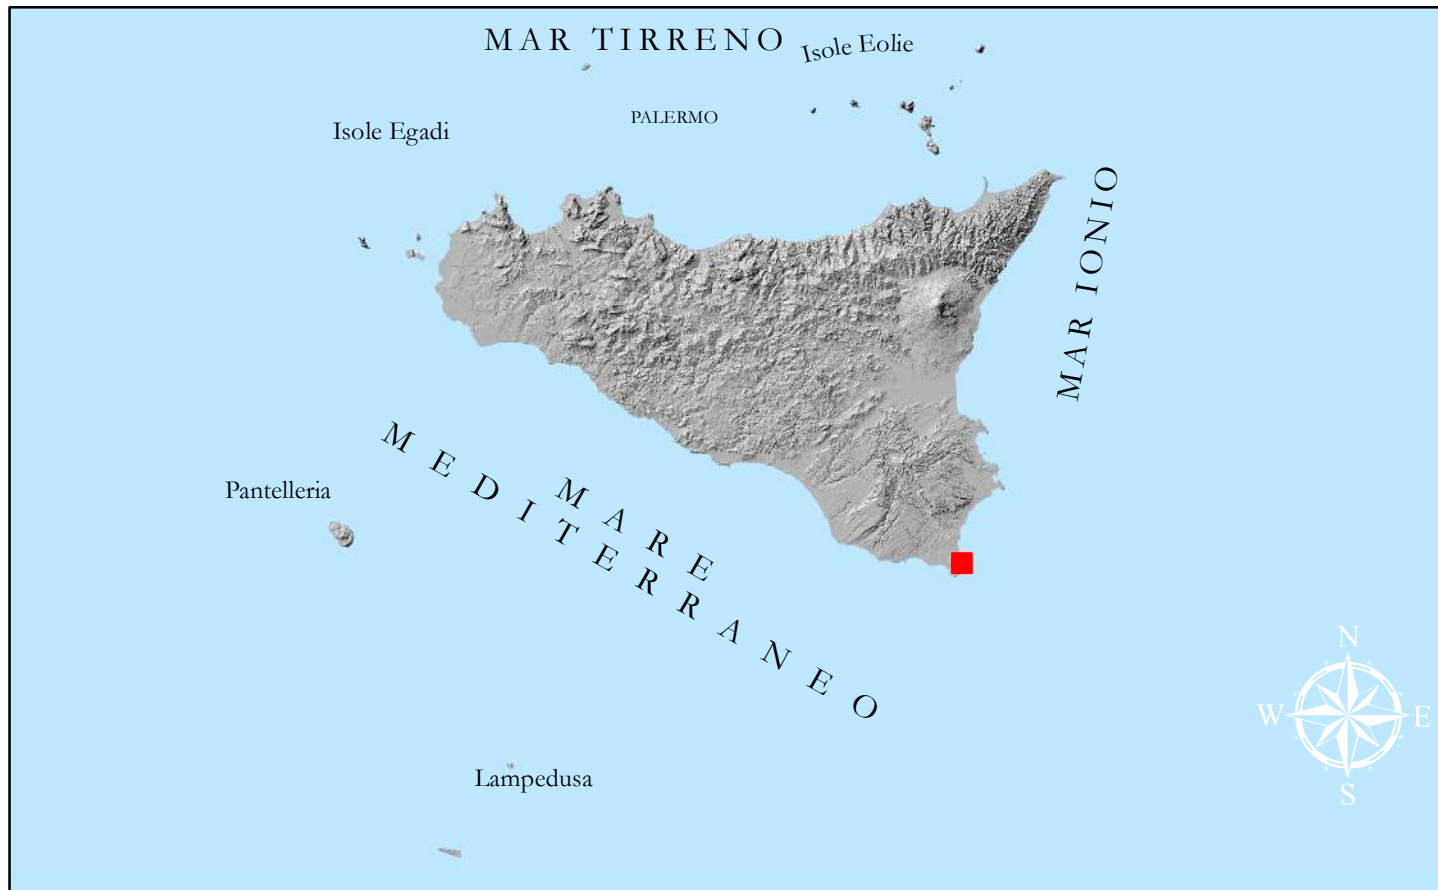 MAR TIRRENO
Isole Eolie
PALERMO
Isole Egadi
MAR IONIO
Pantelleria
MARE
MEDITERRANEO
Lampedusa
N
W
E
S